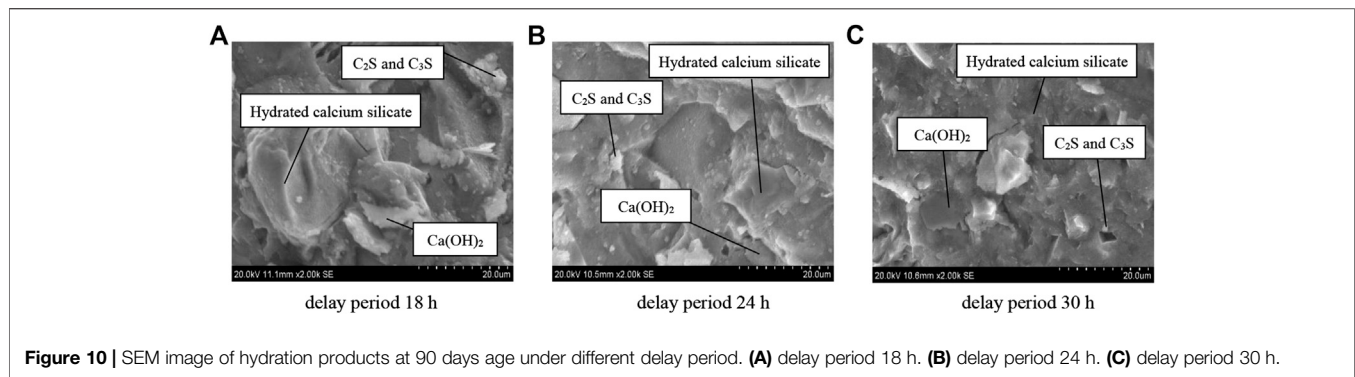 A
C₂S and C₃S
Hydrated calcium silicate
Ca(OH)₂
20.0kV 11.1mm x2.00k SE
20.0um
delay period 18 h
B
Hydrated calcium silicate
C₂S and C₃S
Ca(OH)₂
20.0kV 10.5mm x2.00k SE
20.0um
delay period 24 h
C
Hydrated calcium silicate
Ca(OH)₂
C₂S and C₃S
20.0kV 10.6mm x2.00k SE
20.0um
delay period 30 h
Figure 10 | SEM image of hydration products at 90 days age under different delay period. (A) delay period 18 h. (B) delay period 24 h. (C) delay period 30 h.